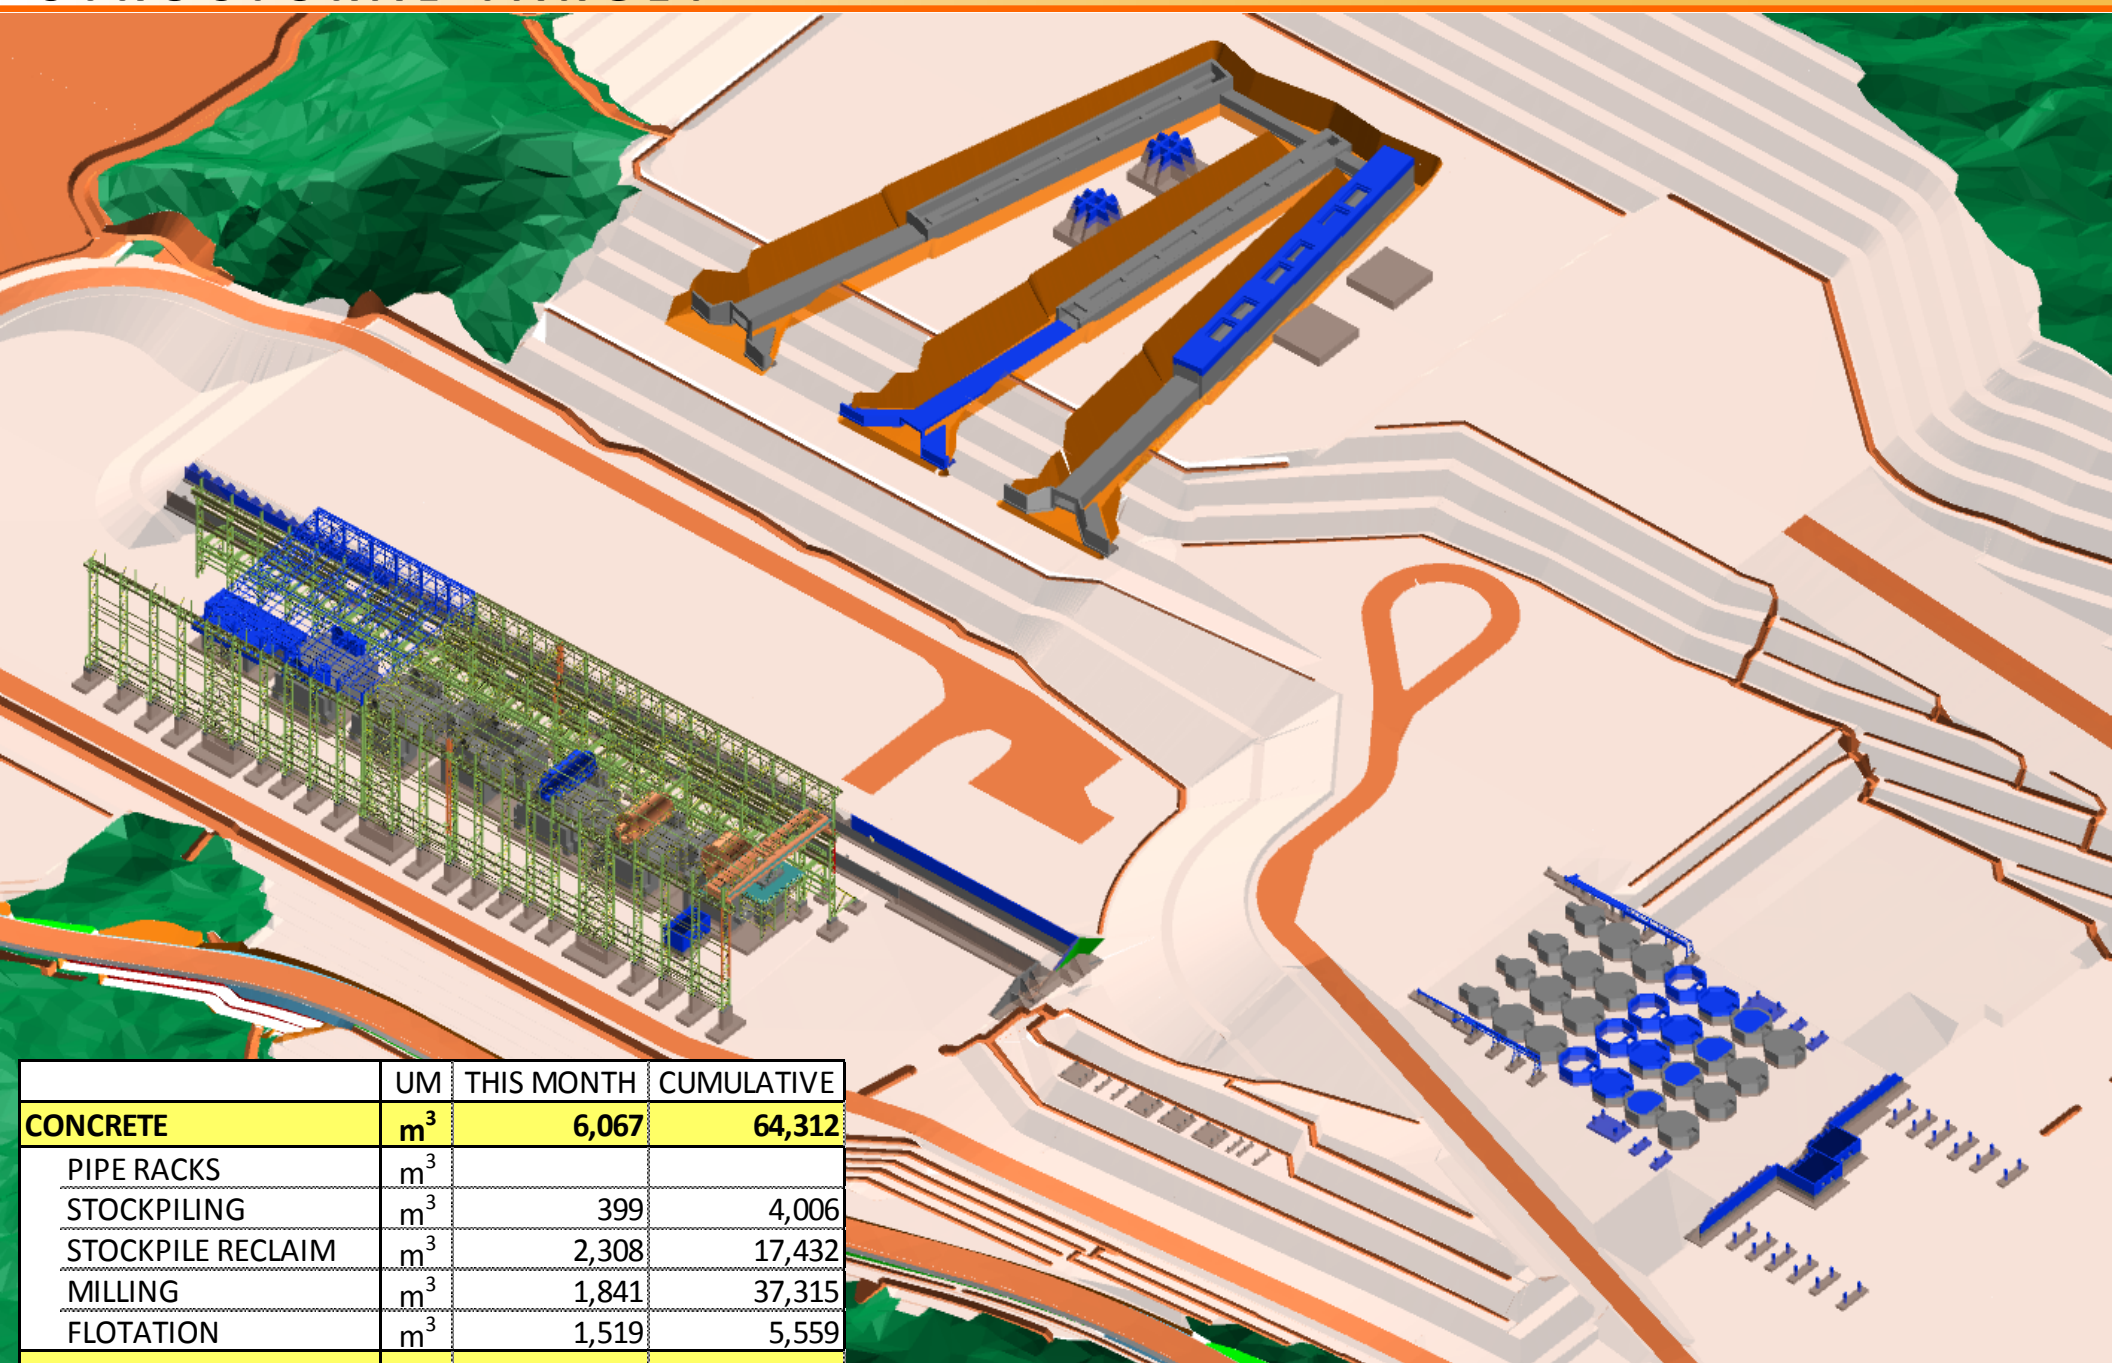 UM THIS MONTH CUMULATIVE
CONCRETE m³ 6,067 64,312
PIPE RACKS m³
STOCKPILING m³ 399 4,006
STOCKPILE RECLAIM m³ 2,308 17,432
MILLING m³ 1,841 37,315
FLOTATION m³ 1,519 5,559